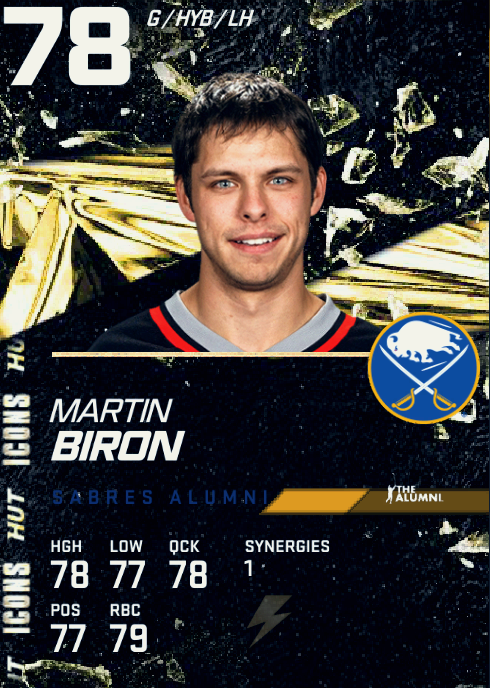 78
G / HYB / LH
MARTIN
BIRON
SABRES ALUMNI
THE
ALUMNI
HGH LOW QCK SYNERGIES
78 77 78 1
POS RBC
77 79
HUT
ICONS
HUT
ICONS
UT